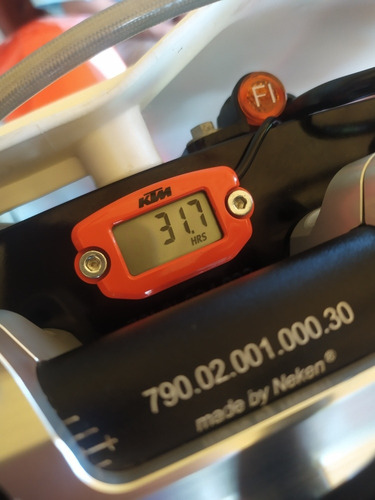 FI
KTM
31.7
HRS
790.02.001.000.30
made by Neken®